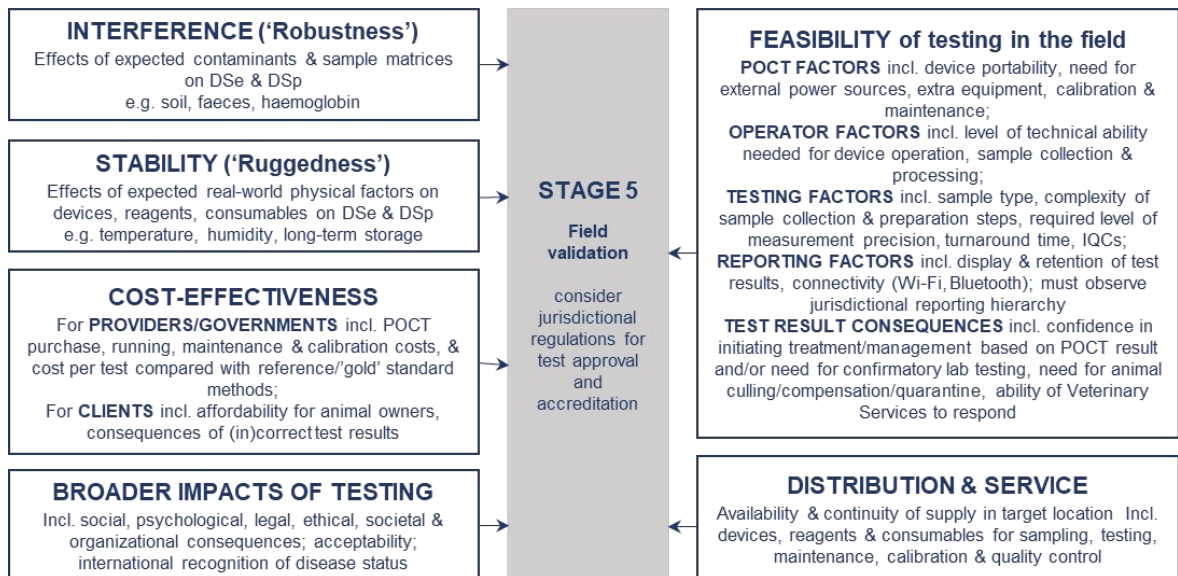 INTERFERENCE (‘Robustness’)
Effects of expected contaminants & sample matrices
on DSe & DSp
e.g. soil, faeces, haemoglobin
STABILITY (‘Ruggedness’)
Effects of expected real-world physical factors on
devices, reagents, consumables on DSe & DSp
e.g. temperature, humidity, long-term storage
COST-EFFECTIVENESS
For PROVIDERS/GOVERNMENTS incl. POCT
purchase, running, maintenance & calibration costs, &
cost per test compared with reference/’gold’ standard
methods;
For CLIENTS incl. affordability for animal owners,
consequences of (in)correct test results
BROADER IMPACTS OF TESTING
Incl. social, psychological, legal, ethical, societal &
organizational consequences; acceptability;
international recognition of disease status
STAGE 5
Field
validation
consider
jurisdictional
regulations for
test approval
and
accreditation
FEASIBILITY of testing in the field
POCT FACTORS incl. device portability, need for
external power sources, extra equipment, calibration &
maintenance;
OPERATOR FACTORS incl. level of technical ability
needed for device operation, sample collection &
processing;
TESTING FACTORS incl. sample type, complexity of
sample collection & preparation steps, required level of
measurement precision, turnaround time, IQCs;
REPORTING FACTORS incl. display & retention of test
results, connectivity (Wi-Fi, Bluetooth); must observe
jurisdictional reporting hierarchy
TEST RESULT CONSEQUENCES incl. confidence in
initiating treatment/management based on POCT result
and/or need for confirmatory lab testing, need for animal
culling/compensation/quarantine, ability of Veterinary
Services to respond
DISTRIBUTION & SERVICE
Availability & continuity of supply in target location Incl.
devices, reagents & consumables for sampling, testing,
maintenance, calibration & quality control